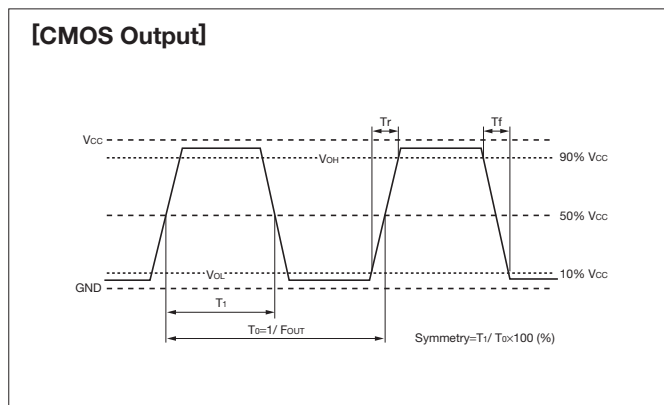 [CMOS Output]
Tr
Tf
VCC
VOH
90% VCC
50% VCC
VOL
10% VCC
GND
T1
T0=1/ FOUT
Symmetry=T1/ T0×100 (%)